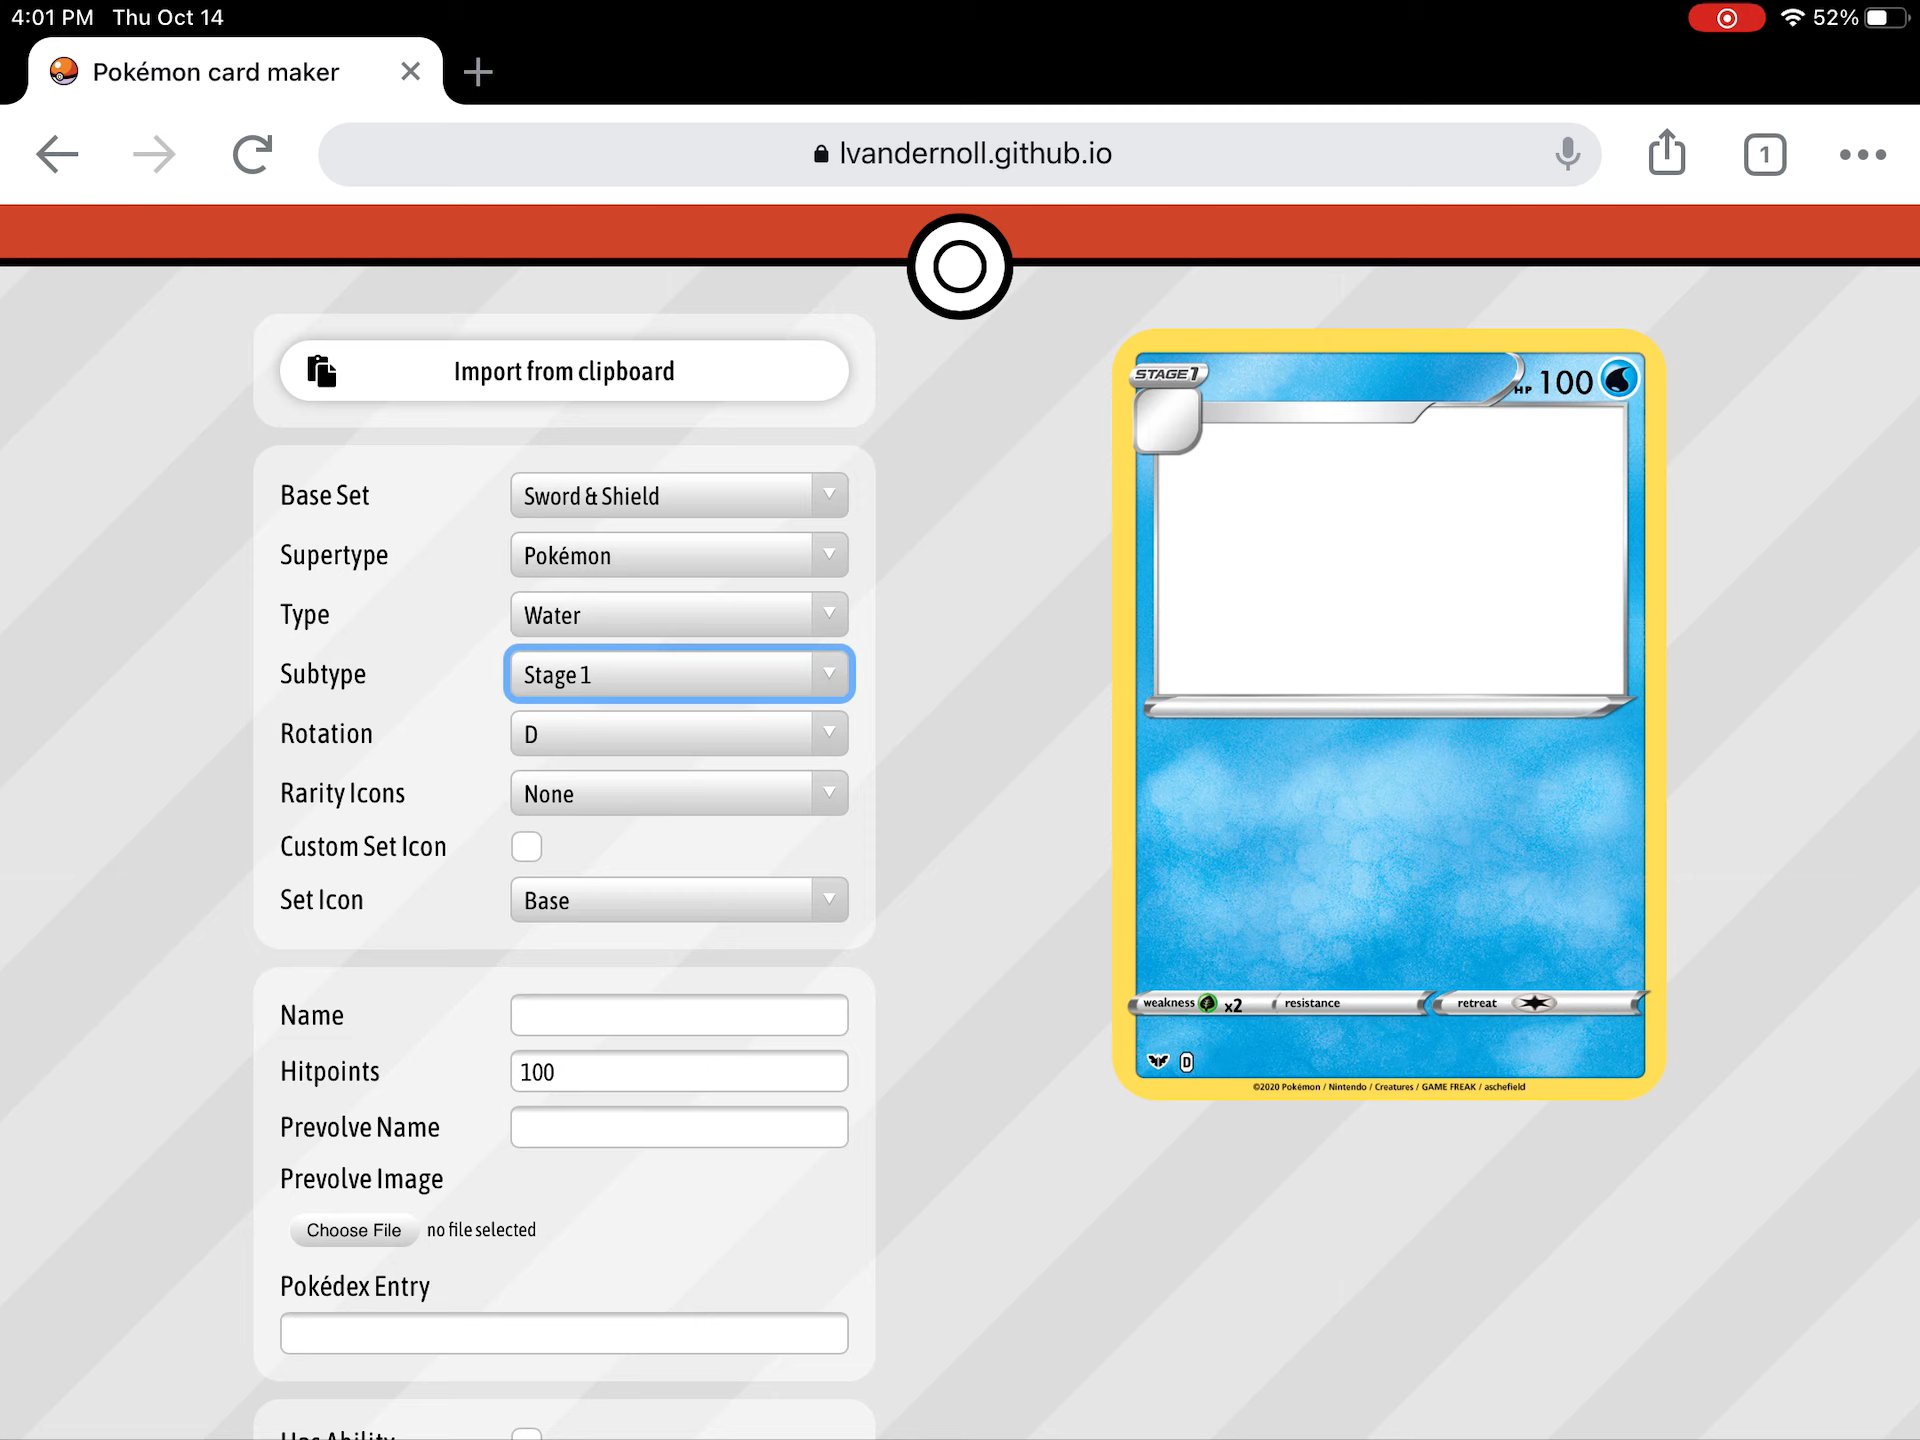 4:01 PM Thu Oct 14
52%
Pokémon card maker
lvandernoll.github.io
1
Import from clipboard
Base Set
Sword & Shield
Supertype
Pokémon
Type
Water
Subtype
Stage 1
Rotation
D
Rarity Icons
None
Custom Set Icon
Set Icon
Base
Name
Hitpoints
100
Prevolve Name
Prevolve Image
Choose File no file selected
Pokédex Entry
Has Ability
STAGE1
HP 100
weakness x2 resistance retreat
D
©2020 Pokémon / Nintendo / Creatures / GAME FREAK / aschefield